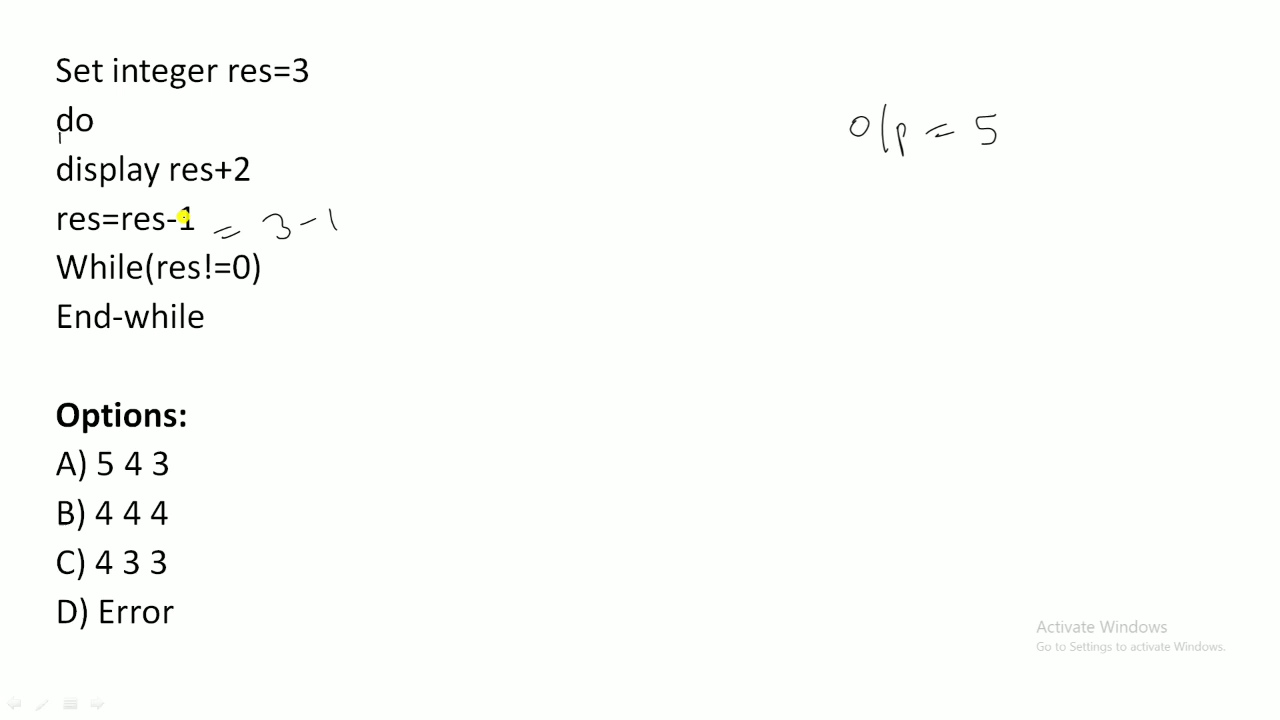 Set integer res=3
do
o/p = 5
display res+2
res=res-1 = 3-1
While(res!=0)
End-while
Options:
A) 5 4 3
B) 4 4 4
C) 4 3 3
D) Error
Activate Windows
Go to Settings to activate Windows.